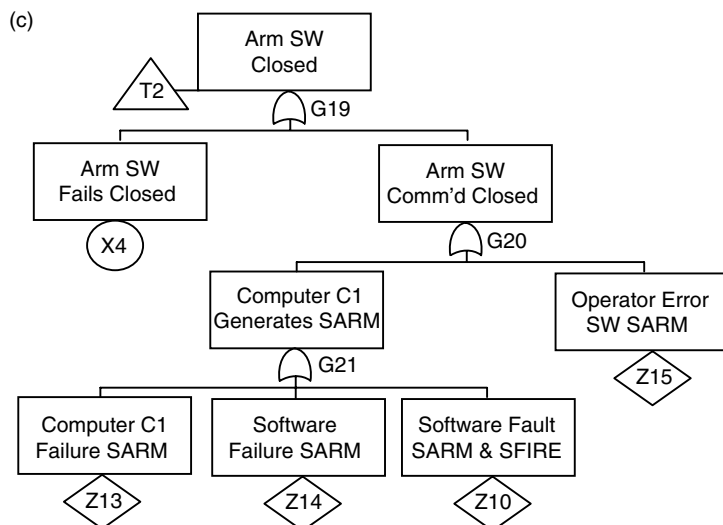 (c)
Arm SW
Closed
T2
G19
Arm SW
Fails Closed
Arm SW
Comm'd Closed
X4
G20
Computer C1
Generates SARM
Operator Error
SW SARM
G21
Z15
Computer C1
Failure SARM
Software
Failure SARM
Software Fault
SARM & SFIRE
Z13
Z14
Z10